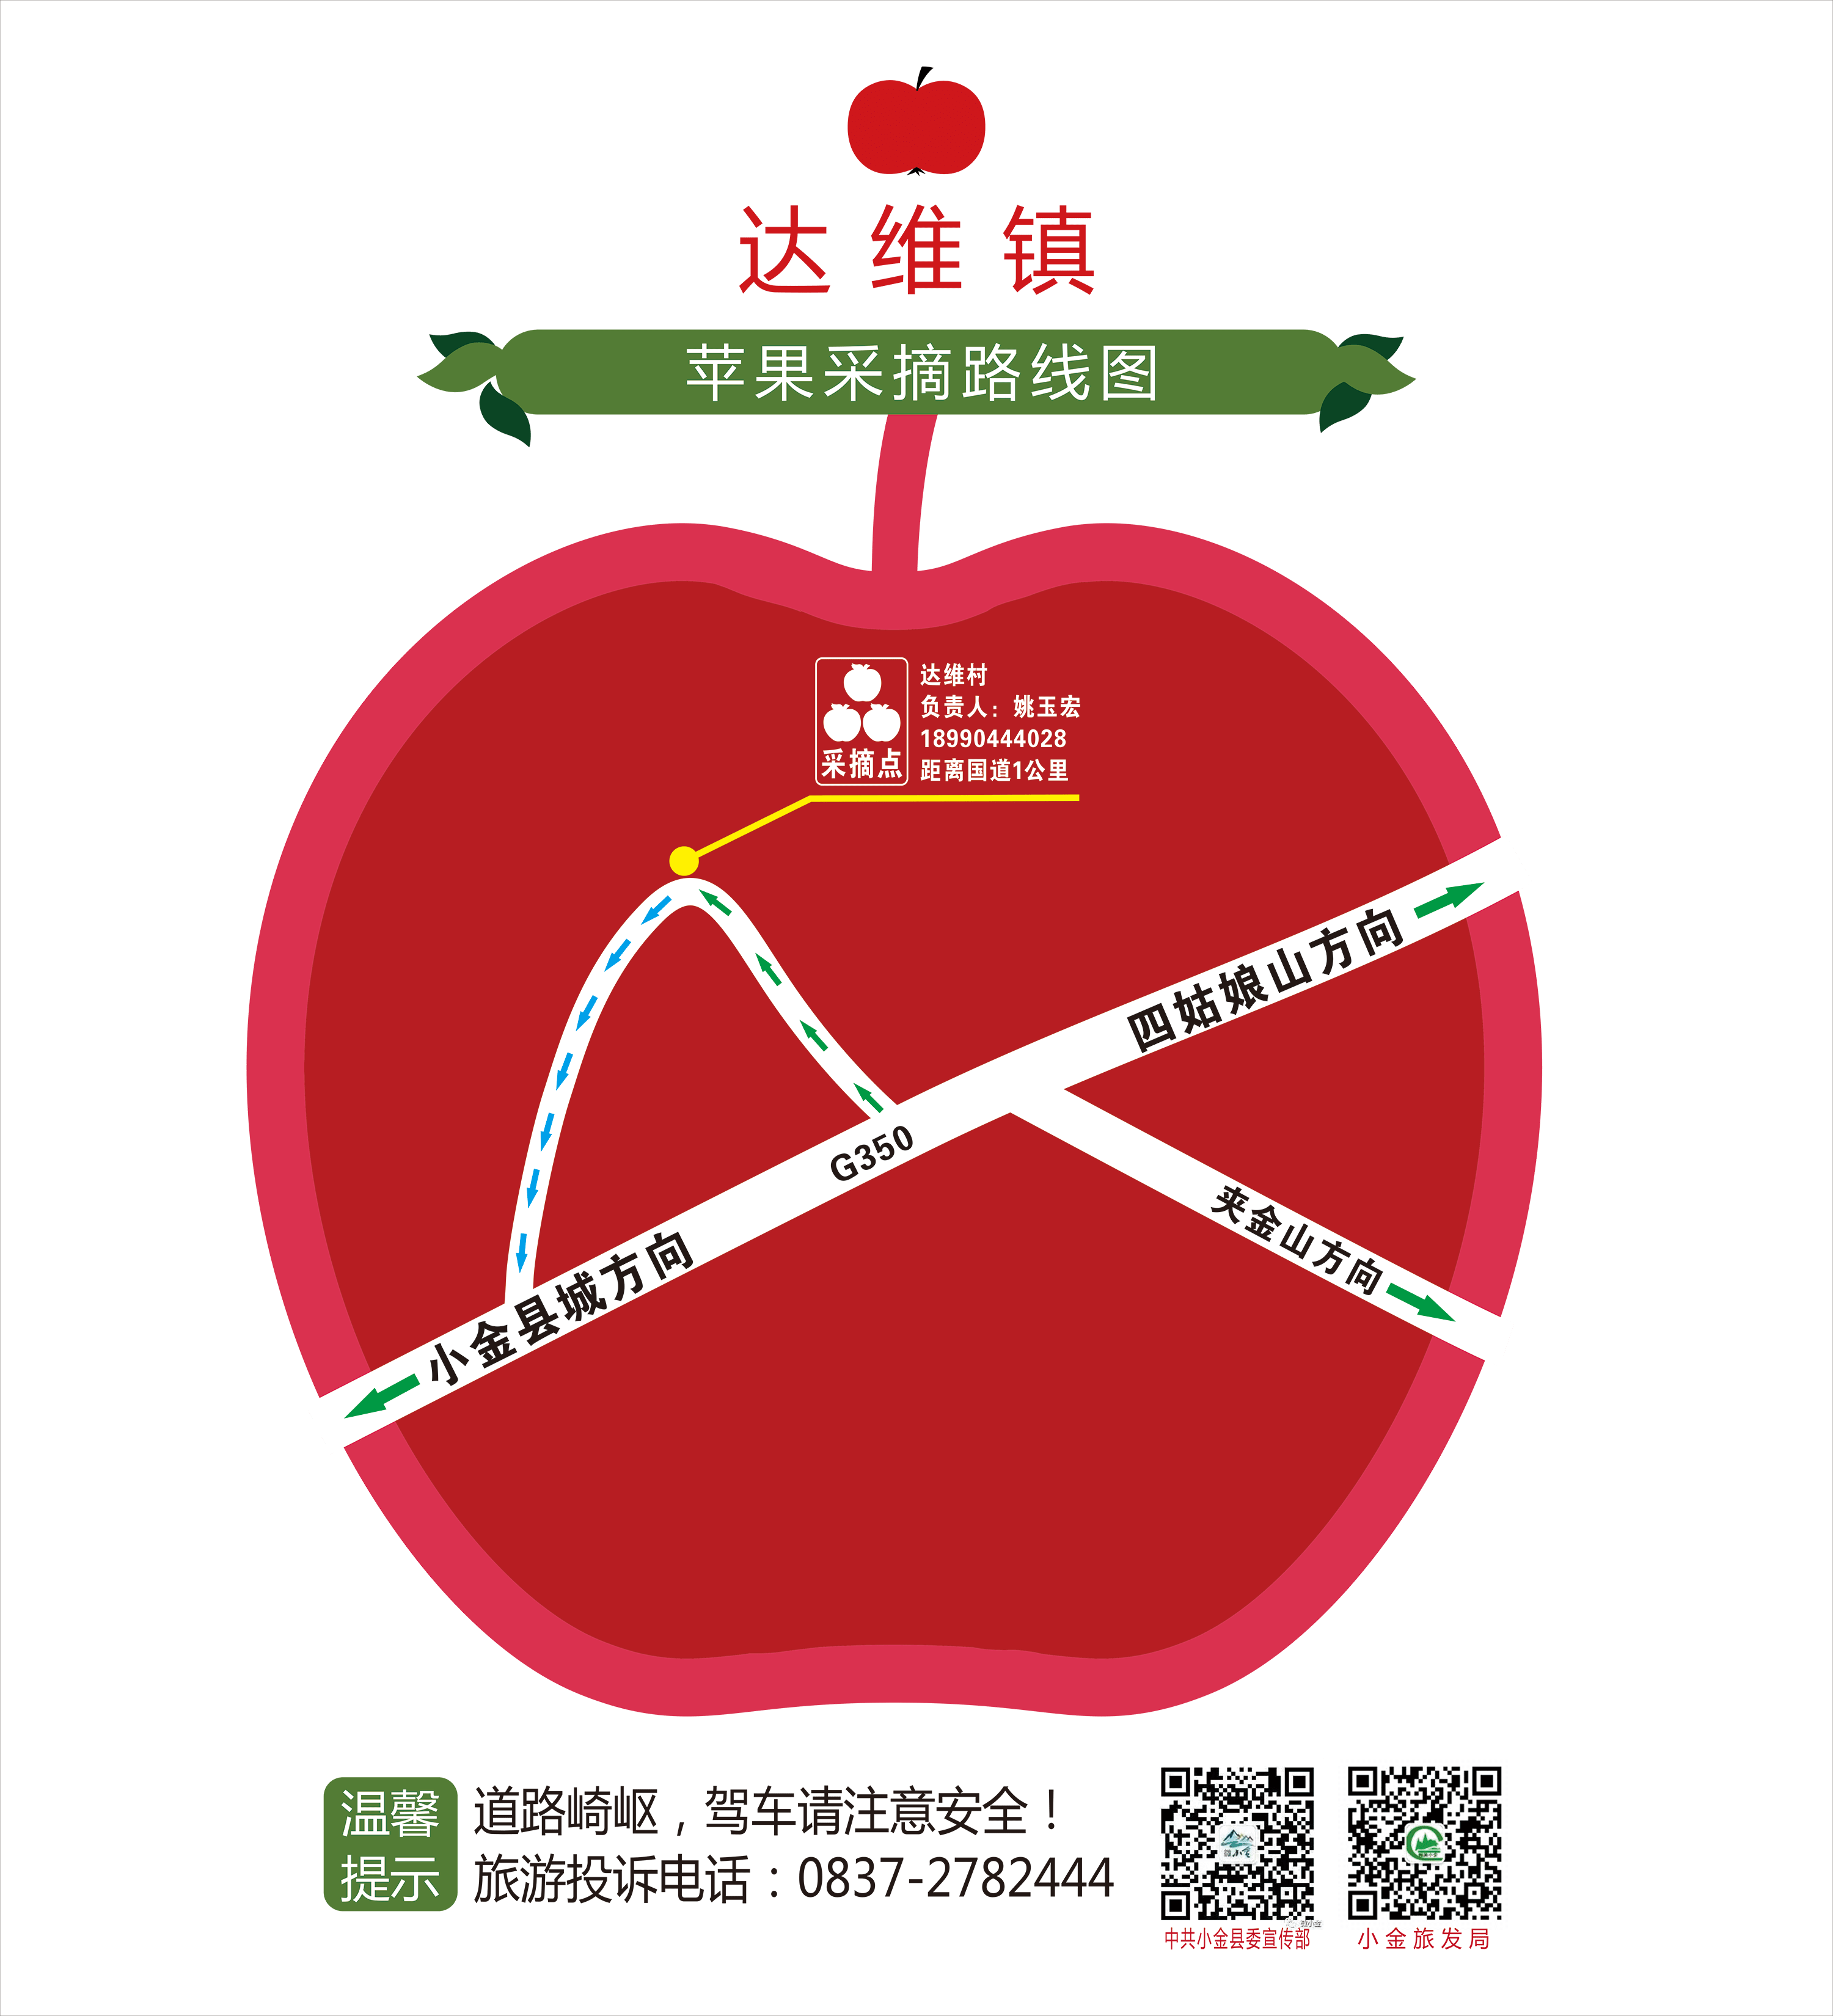 达维镇
苹果采摘路线图
达维村
负责人：姚玉宏
18990444028
距离国道1公里
采摘点
四姑娘山方向
G350
夹金山方向
小金县城方向
温馨
提示
道路崎岖，驾车请注意安全！
旅游投诉电话：0837-2782444
微小金
中共小金县委宣传部
小金旅发局